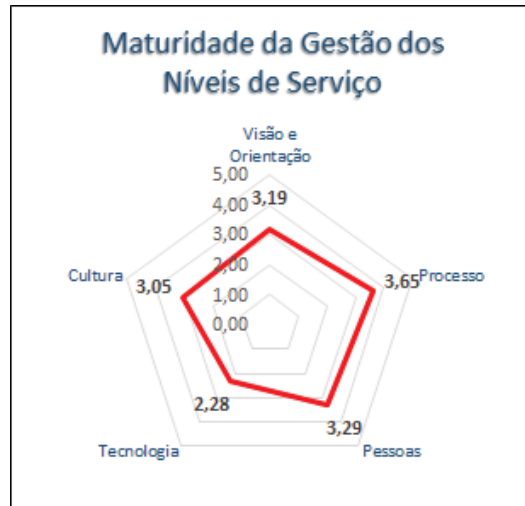 Maturidade da Gestão dos
Níveis de Serviço
Visão e
Orientação
5,00
3,19
4,00
3,00
2,00
1,00
0,00
Cultura
3,05
3,65
Processo
2,28
3,29
Tecnologia
Pessoas